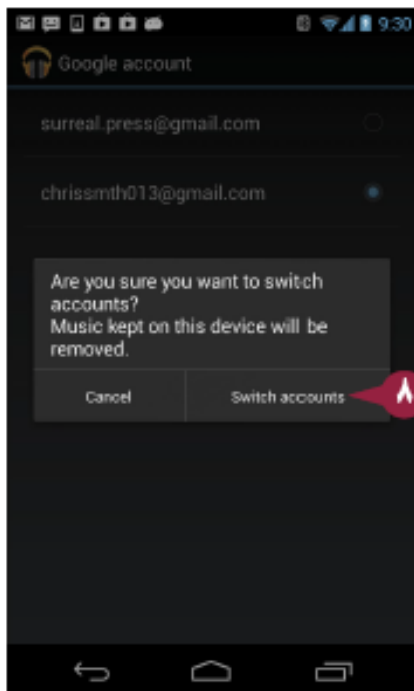 9:30
Google account
surreal.press@gmail.com
chrissmth013@gmail.com
Are you sure you want to switch
accounts?
Music kept on this device will be
removed.
Cancel Switch accounts